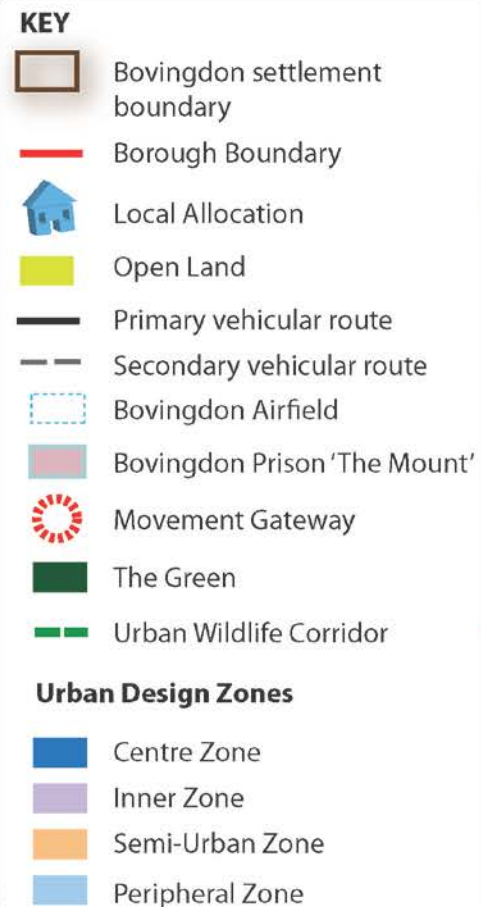 KEY
Bovingdon settlement
boundary
Borough Boundary
Local Allocation
Open Land
Primary vehicular route
Secondary vehicular route
Bovingdon Airfield
Bovingdon Prison 'The Mount'
Movement Gateway
The Green
Urban Wildlife Corridor
Urban Design Zones
Centre Zone
Inner Zone
Semi-Urban Zone
Peripheral Zone